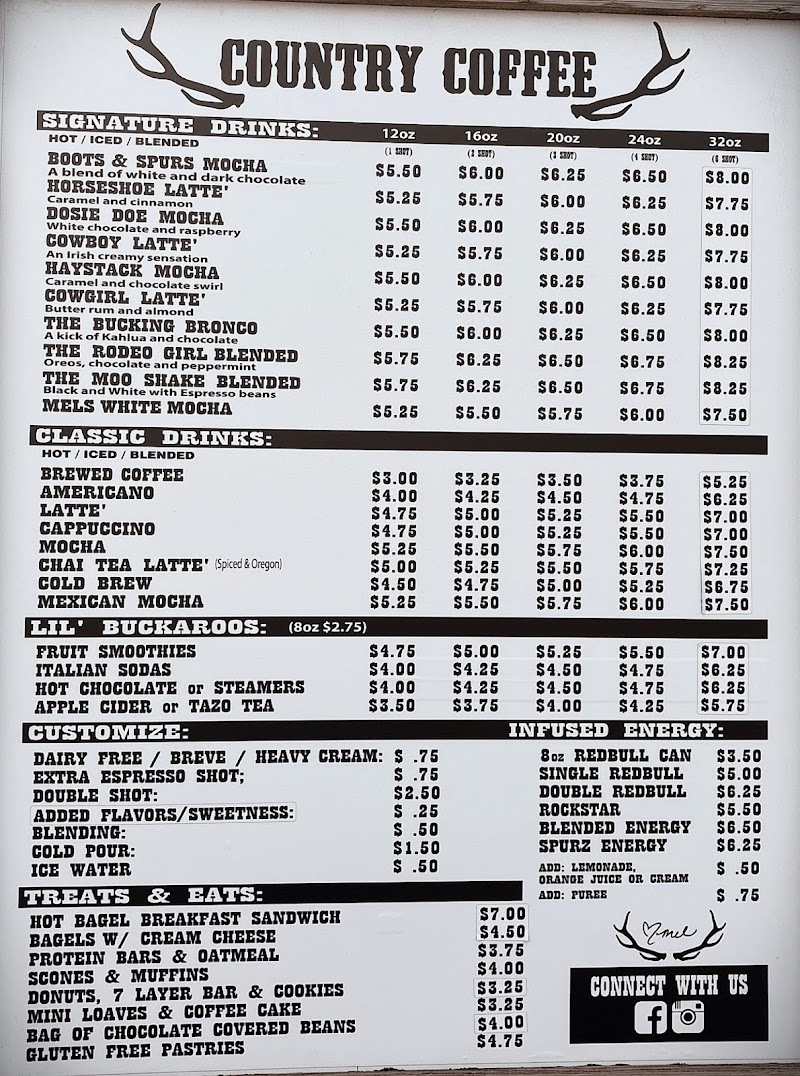 COUNTRY COFFEE
SIGNATURE DRINKS: 12oz 16oz 20oz 24oz 32oz
HOT / ICED / BLENDED (1 SHOT) (2 SHOT) (3 SHOT) (4 SHOT) (6 SHOT)
BOOTS & SPURS MOCHA $5.50 $6.00 $6.25 $6.50 $8.00
A blend of white and dark chocolate
HORSESHOE LATTE' $5.25 $5.75 $6.00 $6.25 $7.75
Caramel and cinnamon
DOSIE DOE MOCHA $5.50 $6.00 $6.25 $6.50 $8.00
White chocolate and raspberry
COWBOY LATTE' $5.25 $5.75 $6.00 $6.25 $7.75
An Irish creamy sensation
HAYSTACK MOCHA $5.50 $6.00 $6.25 $6.50 $8.00
Caramel and chocolate swirl
COWGIRL LATTE' $5.25 $5.75 $6.00 $6.25 $7.75
Butter rum and almond
THE BUCKING BRONCO $5.50 $6.00 $6.25 $6.50 $8.00
A kick of Kahlua and chocolate
THE RODEO GIRL BLENDED $5.75 $6.25 $6.50 $6.75 $8.25
Oreos, chocolate and peppermint
THE MOO SHAKE BLENDED $5.75 $6.25 $6.50 $6.75 $8.25
Black and White with Espresso beans
MELS WHITE MOCHA $5.25 $5.50 $5.75 $6.00 $7.50
CLASSIC DRINKS:
HOT / ICED / BLENDED
BREWED COFFEE $3.00 $3.25 $3.50 $3.75 $5.25
AMERICANO $4.00 $4.25 $4.50 $4.75 $6.25
LATTE' $4.75 $5.00 $5.25 $5.50 $7.00
CAPPUCCINO $4.75 $5.00 $5.25 $5.50 $7.00
MOCHA $5.25 $5.50 $5.75 $6.00 $7.50
CHAI TEA LATTE' (Spiced & Oregon) $5.00 $5.25 $5.50 $5.75 $7.25
COLD BREW $4.50 $4.75 $5.00 $5.25 $6.75
MEXICAN MOCHA $5.25 $5.50 $5.75 $6.00 $7.50
LIL' BUCKAROOS: (8oz $2.75)
FRUIT SMOOTHIES $4.75 $5.00 $5.25 $5.50 $7.00
ITALIAN SODAS $4.00 $4.25 $4.50 $4.75 $6.25
HOT CHOCOLATE or STEAMERS $4.00 $4.25 $4.50 $4.75 $6.25
APPLE CIDER or TAZO TEA $3.50 $3.75 $4.00 $4.25 $5.75
CUSTOMIZE:
DAIRY FREE / BREVE / HEAVY CREAM: $ .75
EXTRA ESPRESSO SHOT; $ .75
DOUBLE SHOT: $2.50
ADDED FLAVORS/SWEETNESS: $ .25
BLENDING: $ .50
COLD POUR: $1.50
ICE WATER $ .50
INFUSED ENERGY:
8oz REDBULL CAN $3.50
SINGLE REDBULL $5.00
DOUBLE REDBULL $6.25
ROCKSTAR $5.50
BLENDED ENERGY $6.50
SPURZ ENERGY $6.25
ADD: LEMONADE, $ .50
ORANGE JUICE OR CREAM
ADD: PUREE $ .75
TREATS & EATS:
HOT BAGEL BREAKFAST SANDWICH $7.00
BAGELS W/ CREAM CHEESE $4.50
PROTEIN BARS & OATMEAL $3.75
SCONES & MUFFINS $4.00
DONUTS, 7 LAYER BAR & COOKIES $3.25
MINI LOAVES & COFFEE CAKE $3.25
BAG OF CHOCOLATE COVERED BEANS $4.00
GLUTEN FREE PASTRIES $4.75
Mel
CONNECT WITH US